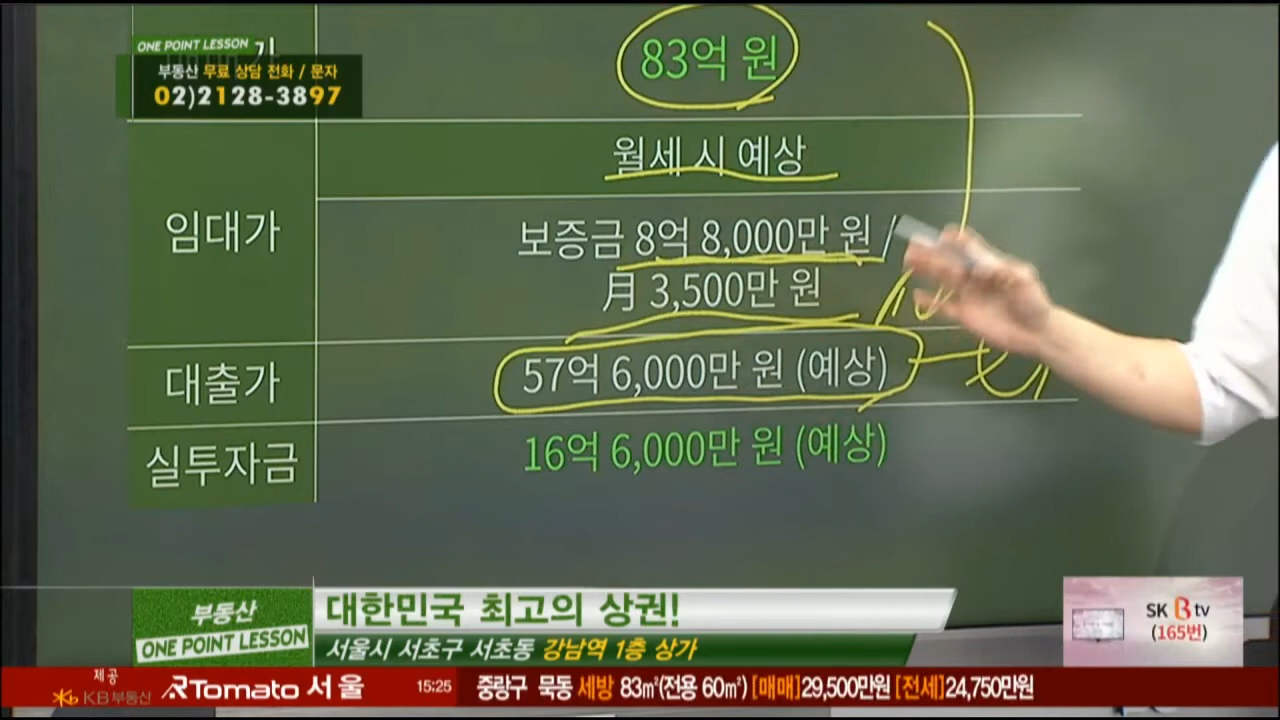 ONE POINT LESSON
부동산 무료 상담 전화 / 문자
02)2128-3897
83억 원
임대가
월세 시 예상
보증금 8억 8,000만 원 /
月 3,500만 원
대출가
57억 6,000만 원 (예상)
실투자금
16억 6,000만 원 (예상)
부동산
ONE POINT LESSON
대한민국 최고의 상권!
서울시 서초구 서초동 강남역 1층 상가
SK B tv
(165번)
제공
KB부동산
RTomato 서울
15:25
중랑구 묵동 세방 83㎡(전용 60㎡) [매매]29,500만원 [전세]24,750만원